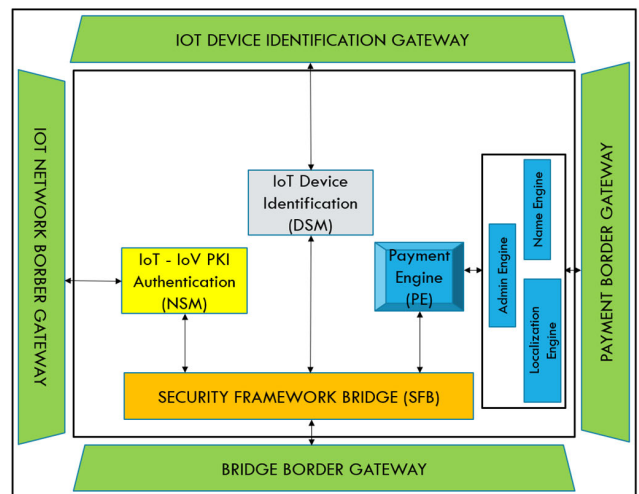 IOT DEVICE IDENTIFICATION GATEWAY
IOT NETWORK BORBER GATEWAY
PAYMENT BORDER GATEWAY
IoT Device
Identification
(DSM)
IoT - IoV PKI
Authentication
(NSM)
Payment
Engine
(PE)
Admin Engine
Name Engine
Localization
Engine
SECURITY FRAMEWORK BRIDGE (SFB)
BRIDGE BORDER GATEWAY